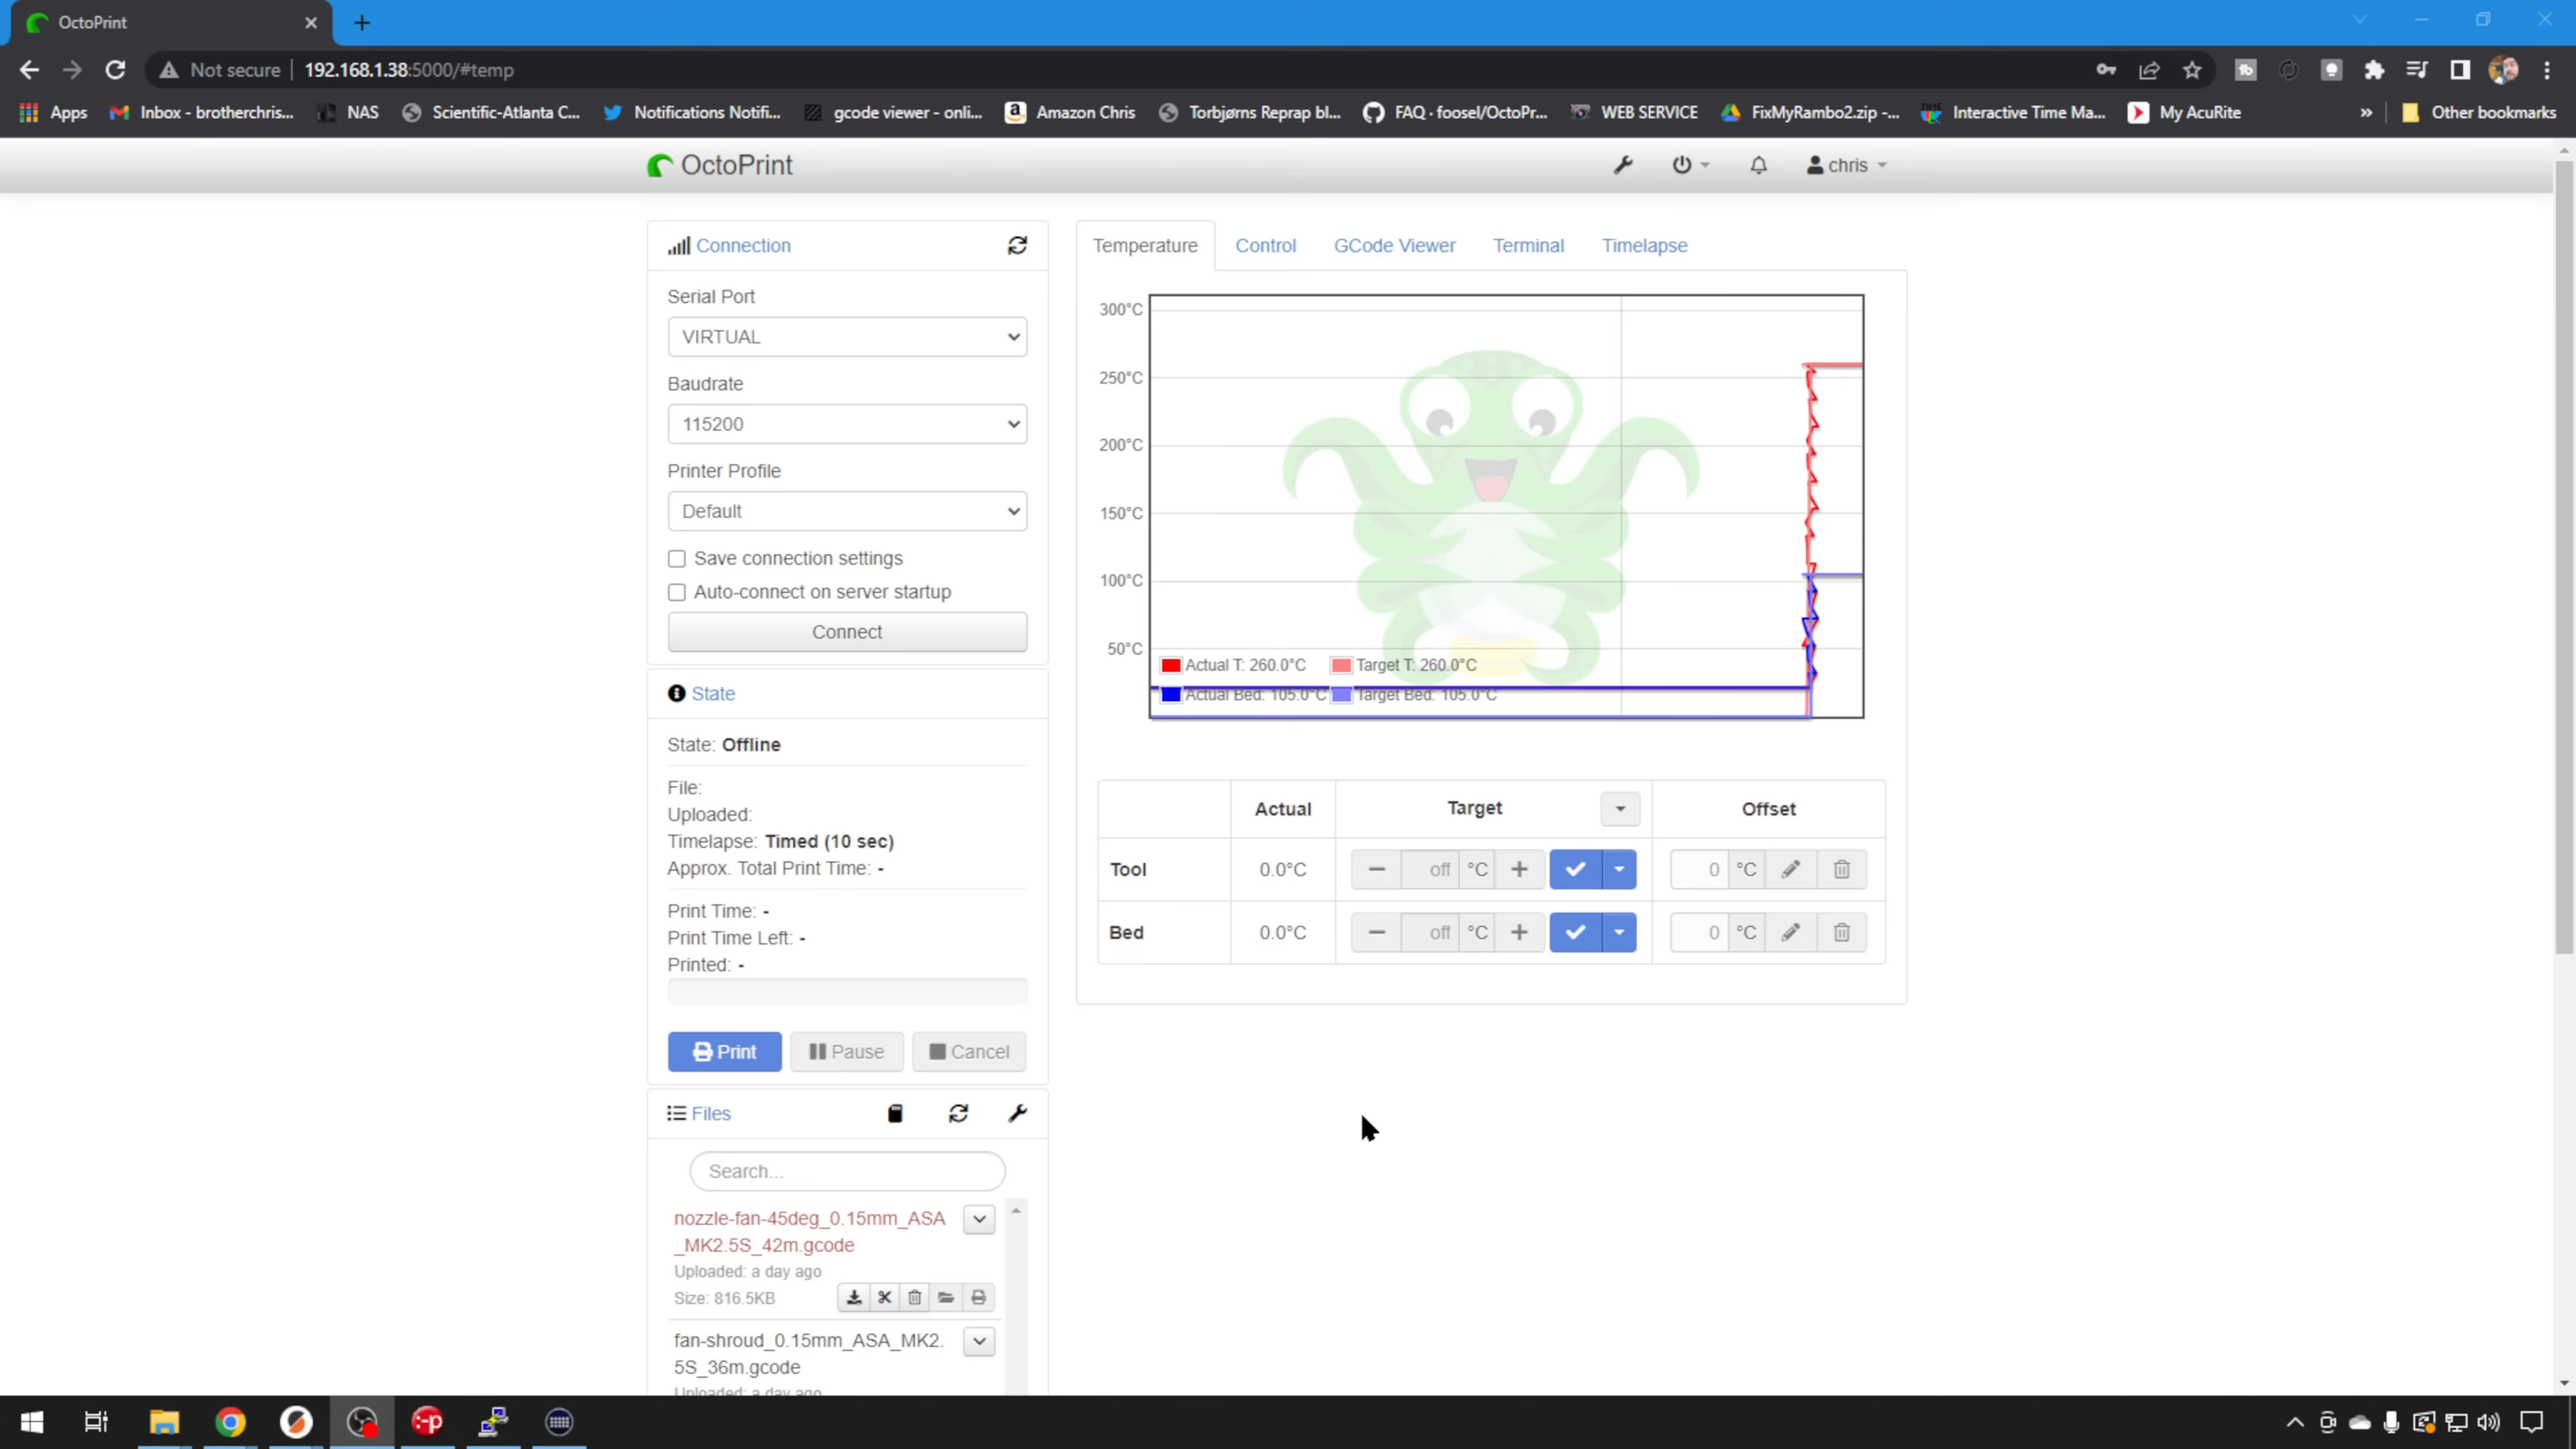 OctoPrint
Not secure | 192.168.1.38:5000/#temp
Apps Inbox - brotherchris... NAS Scientific-Atlanta C... Notifications Notifi... gcode viewer - onli... Amazon Chris Torbjørns Reprap bl... FAQ · foosel/OctoPr... WEB SERVICE FixMyRambo2.zip -... Interactive Time Ma... My AcuRite » Other bookmarks
OctoPrint
chris
Connection
Serial Port
VIRTUAL
Baudrate
115200
Printer Profile
Default
Save connection settings
Auto-connect on server startup
Connect
State
State: Offline
File:
Uploaded:
Timelapse: Timed (10 sec)
Approx. Total Print Time: -
Print Time: -
Print Time Left: -
Printed: -
Print Pause Cancel
Files
Search...
nozzle-fan-45deg_0.15mm_ASA
_MK2.5S_42m.gcode
Uploaded: a day ago
Size: 816.5KB
fan-shroud_0.15mm_ASA_MK2.
5S_36m.gcode
Uploaded: a day ago
Temperature Control GCode Viewer Terminal Timelapse
300°C
250°C
200°C
150°C
100°C
50°C
Actual T: 260.0°C Target T: 260.0°C
Actual Bed: 105.0°C Target Bed: 105.0°C
Actual Target Offset
Tool 0.0°C off °C 0 °C
Bed 0.0°C off °C 0 °C